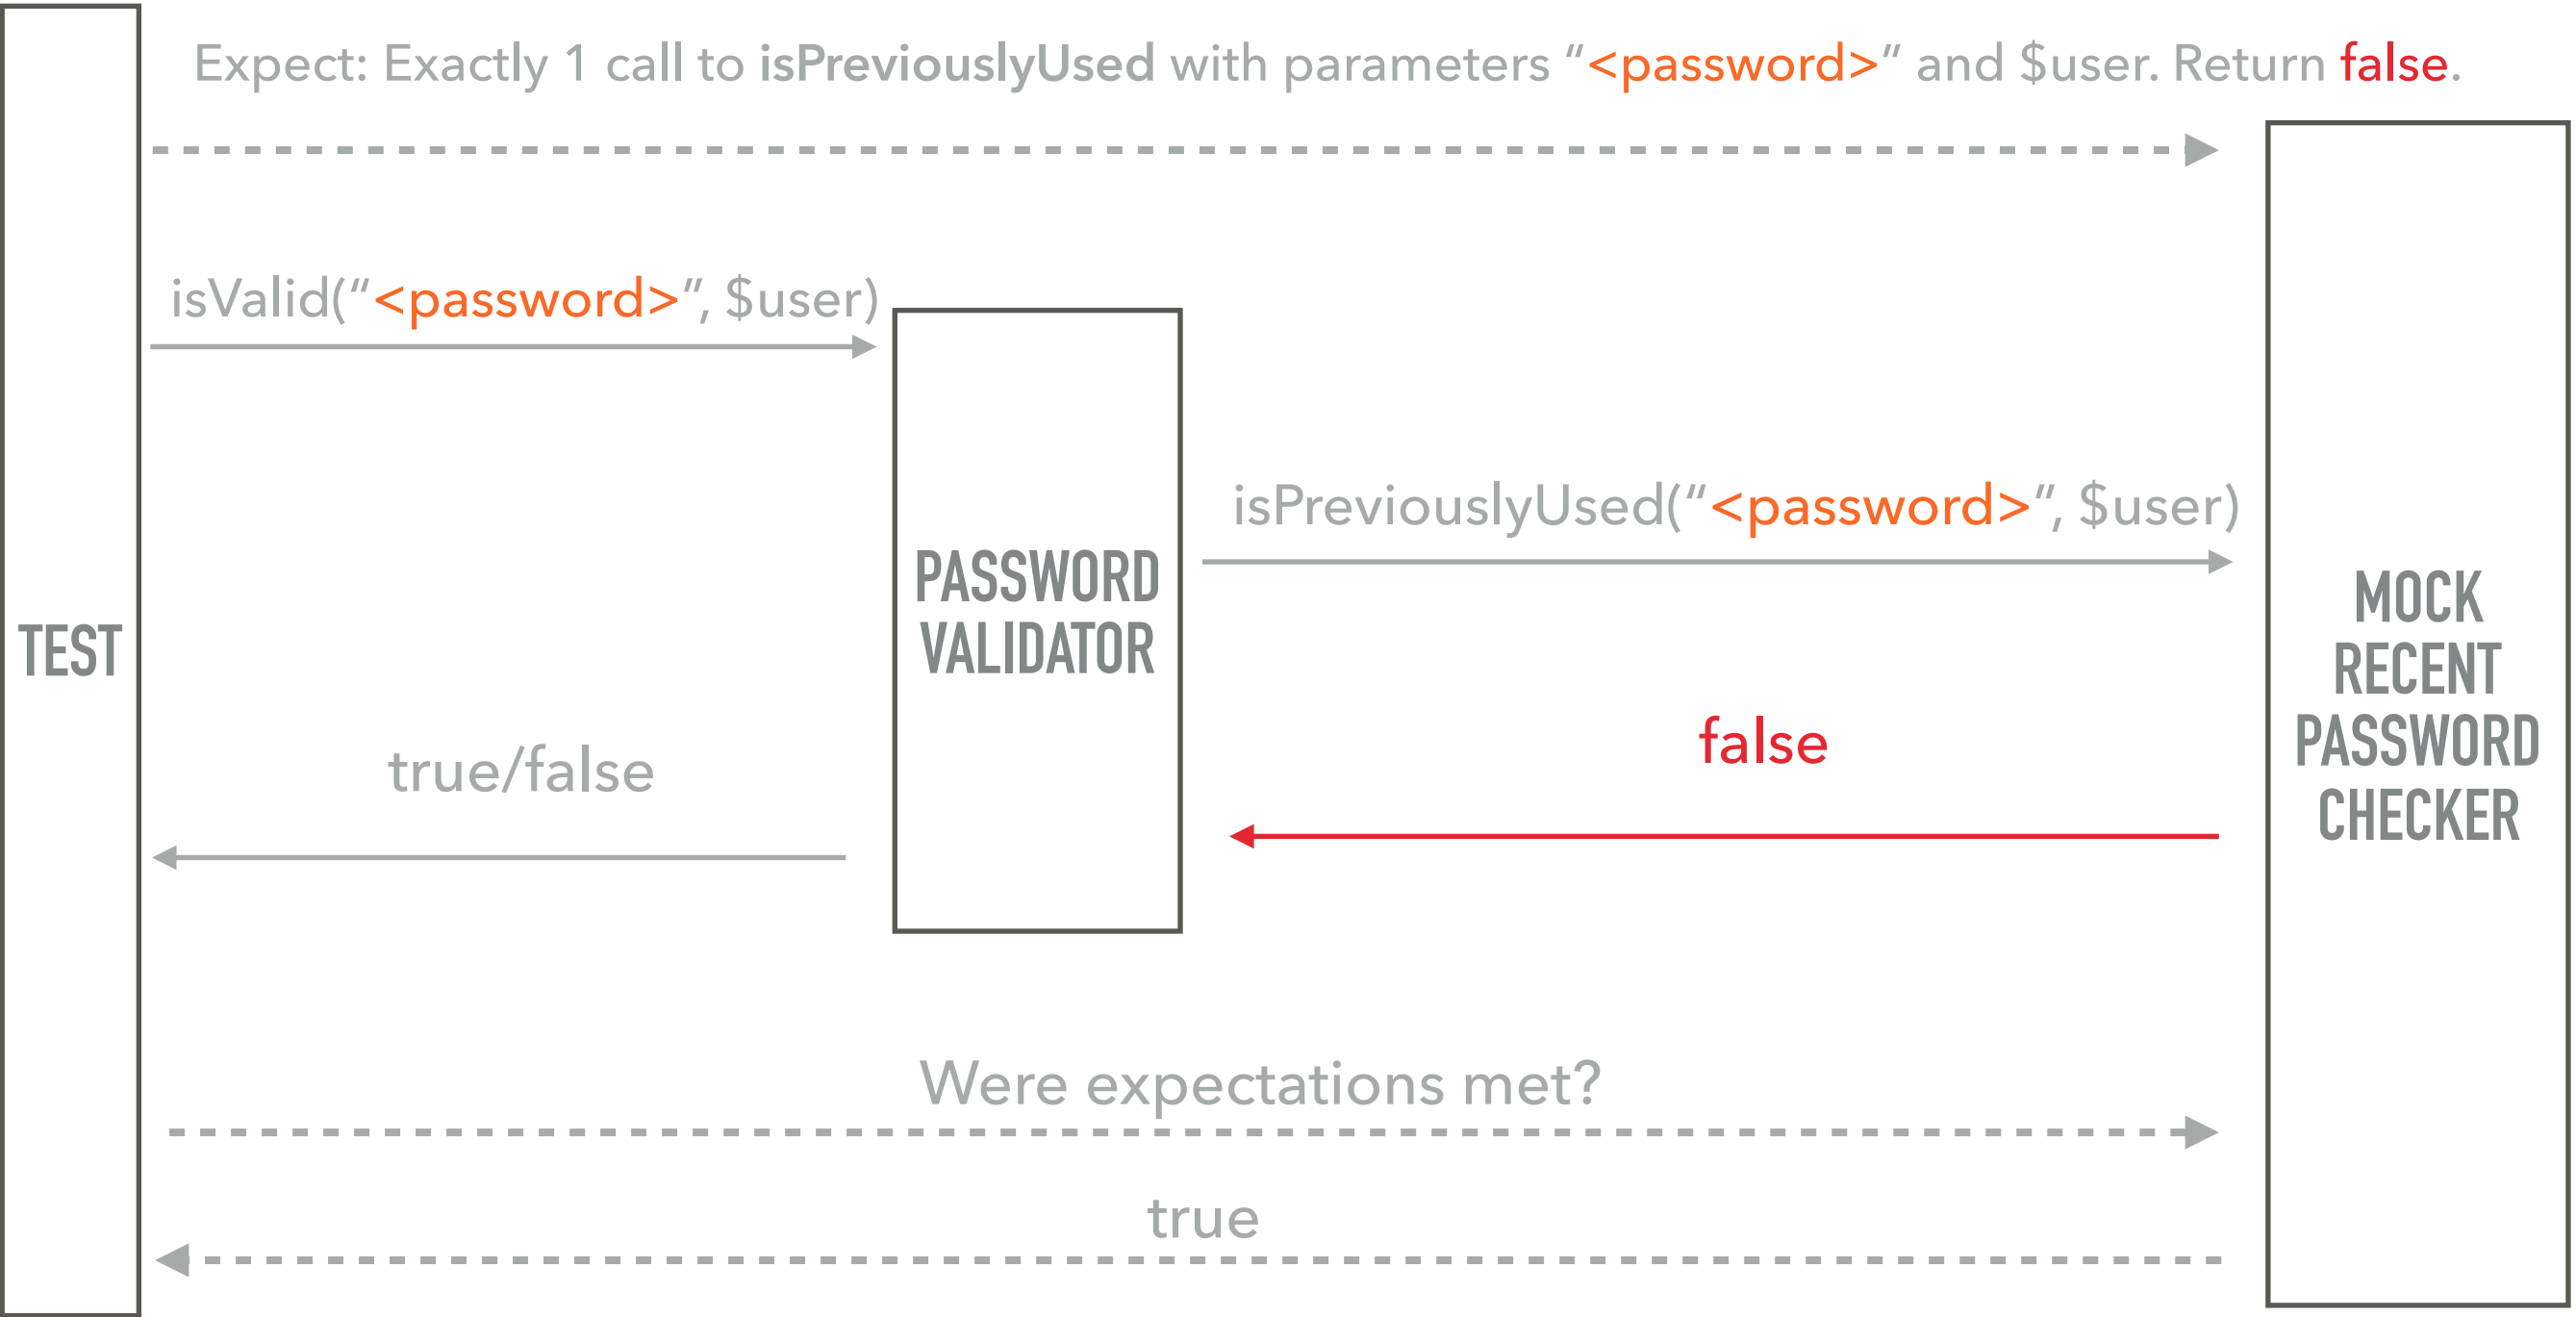 Expect: Exactly 1 call to isPreviouslyUsed with parameters “<password>” and $user. Return false.
isValid(“<password>”, $user)
isPreviouslyUsed(“<password>”, $user)
TEST
PASSWORD
VALIDATOR
MOCK
RECENT
PASSWORD
CHECKER
false
true/false
Were expectations met?
true